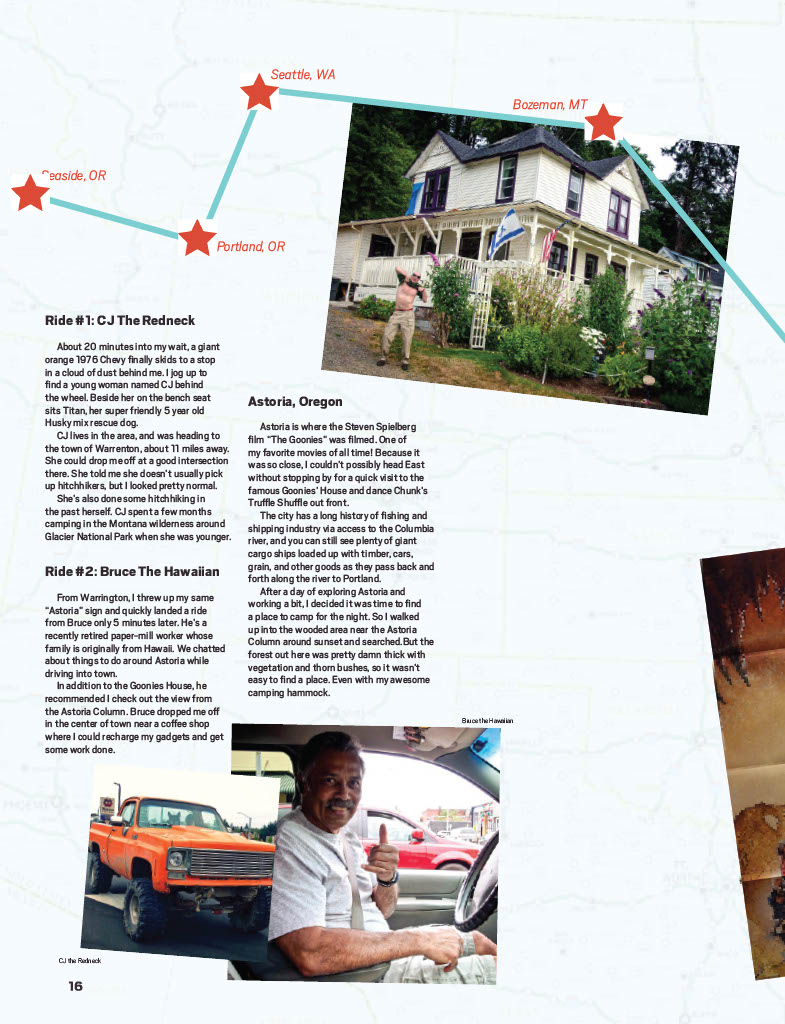 Seattle, WA
Bozeman, MT
Seaside, OR
Portland, OR
Ride #1: CJ The Redneck
About 20 minutes into my wait, a giant
orange 1976 Chevy finally skids to a stop
in a cloud of dust behind me. I jog up to
find a young woman named CJ behind
the wheel. Beside her on the bench seat
sits Titan, her super friendly 5 year old
Husky mix rescue dog.
CJ lives in the area, and was heading to
the town of Warrenton, about 11 miles away.
She could drop me off at a good intersection
there. She told me she doesn't usually pick
up hitchhikers, but I looked pretty normal.
She's also done some hitchhiking in
the past herself. CJ spent a few months
camping in the Montana wilderness around
Glacier National Park when she was younger.
Ride #2: Bruce The Hawaiian
From Warrington, I threw up my same
"Astoria" sign and quickly landed a ride
from Bruce only 5 minutes later. He's a
recently retired paper-mill worker whose
family is originally from Hawaii. We chatted
about things to do around Astoria while
driving into town.
In addition to the Goonies House, he
recommended I check out the view from
the Astoria Column. Bruce dropped me off
in the center of town near a coffee shop
where I could recharge my gadgets and get
some work done.
Astoria, Oregon
Astoria is where the Steven Spielberg
film "The Goonies" was filmed. One of
my favorite movies of all time! Because it
was so close, I couldn't possibly head East
without stopping by for a quick visit to the
famous Goonies' House and dance Chunk's
Truffle Shuffle out front.
The city has a long history of fishing and
shipping industry via access to the Columbia
river, and you can still see plenty of giant
cargo ships loaded up with timber, cars,
grain, and other goods as they pass back and
forth along the river to Portland.
After a day of exploring Astoria and
working a bit, I decided it was time to find
a place to camp for the night. So I walked
up into the wooded area near the Astoria
Column around sunset and searched. But the
forest out here was pretty damn thick with
vegetation and thorn bushes, so it wasn't
easy to find a place. Even with my awesome
camping hammock.
Bruce the Hawaiian
CJ the Redneck
16